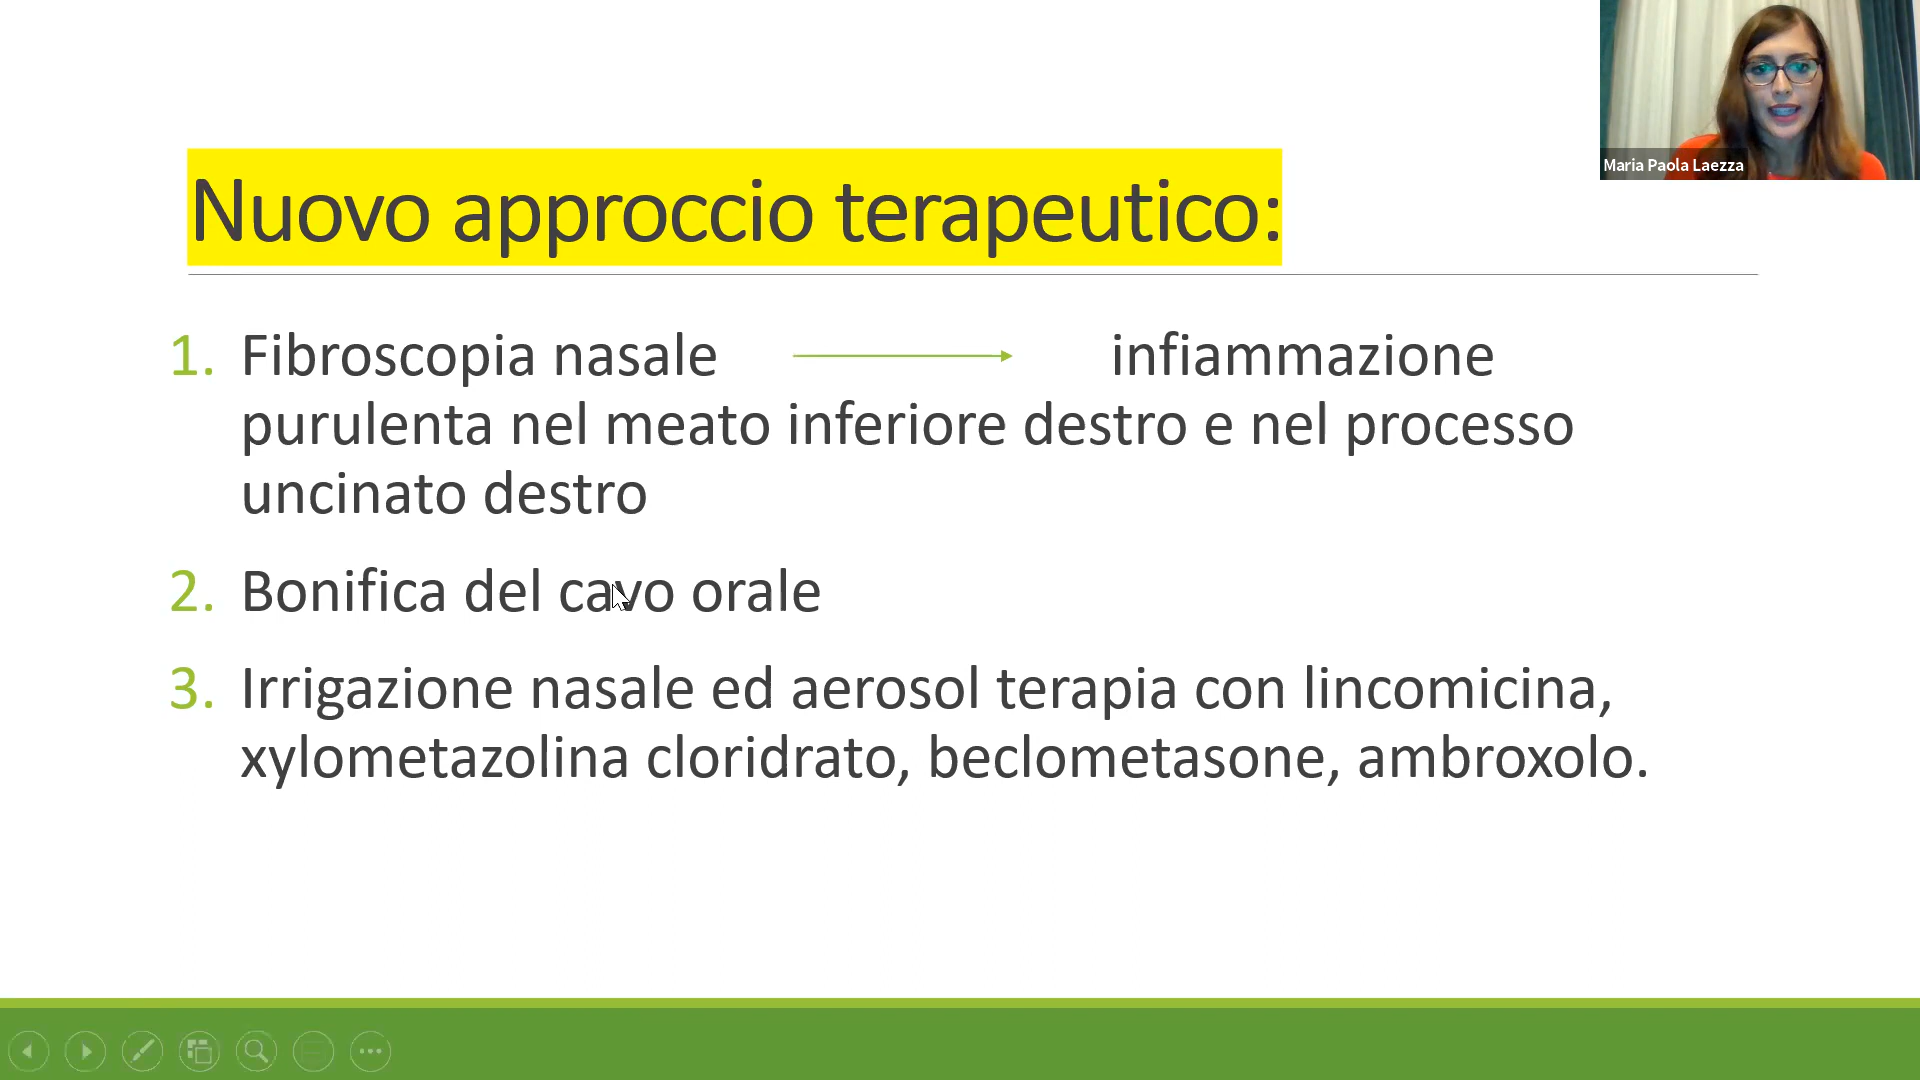 Maria Paola Laezza
Nuovo approccio terapeutico:
1. Fibroscopia nasale infiammazione
purulenta nel meato inferiore destro e nel processo
uncinato destro
2. Bonifica del cavo orale
3. Irrigazione nasale ed aerosol terapia con lincomicina,
xylometazolina cloridrato, beclometasone, ambroxolo.